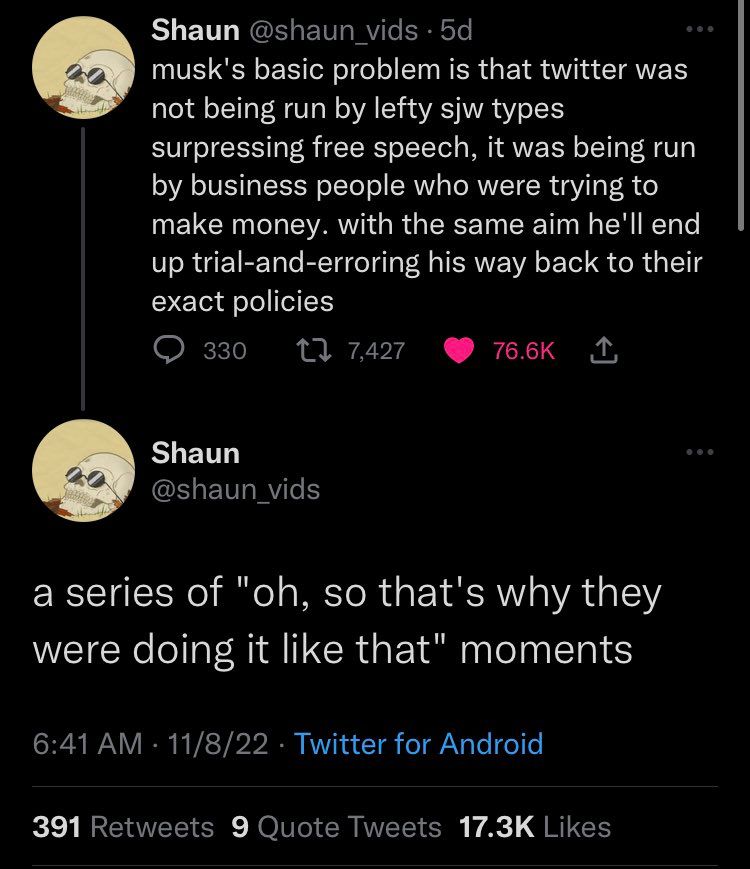 Shaun @shaun_vids · 5d
musk's basic problem is that twitter was
not being run by lefty sjw types
surpressing free speech, it was being run
by business people who were trying to
make money. with the same aim he'll end
up trial-and-erroring his way back to their
exact policies
330 7,427 76.6K
Shaun
@shaun_vids
a series of "oh, so that's why they
were doing it like that" moments
6:41 AM · 11/8/22 · Twitter for Android
391 Retweets 9 Quote Tweets 17.3K Likes